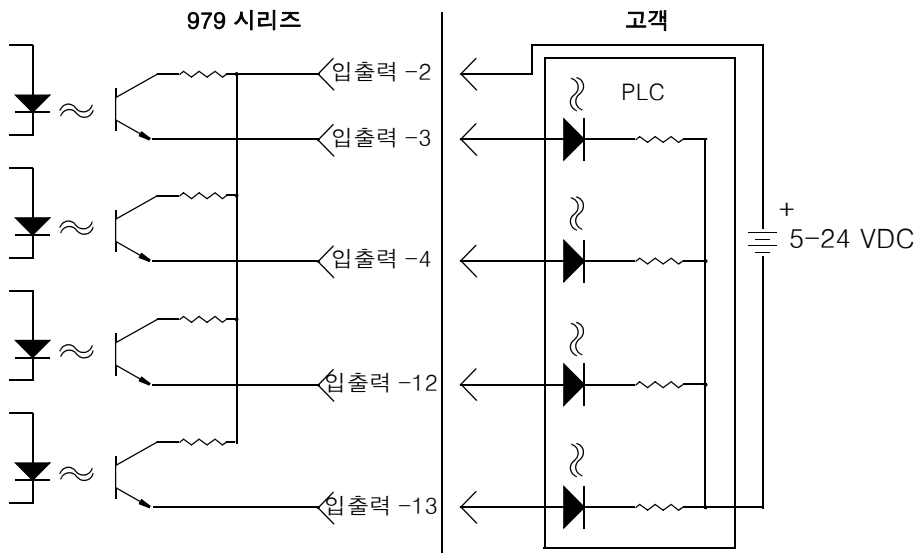 979 시리즈
고객
입출력 -2
PLC
입출력 -3
입출력 -4
+
5-24 VDC
입출력 -12
입출력 -13